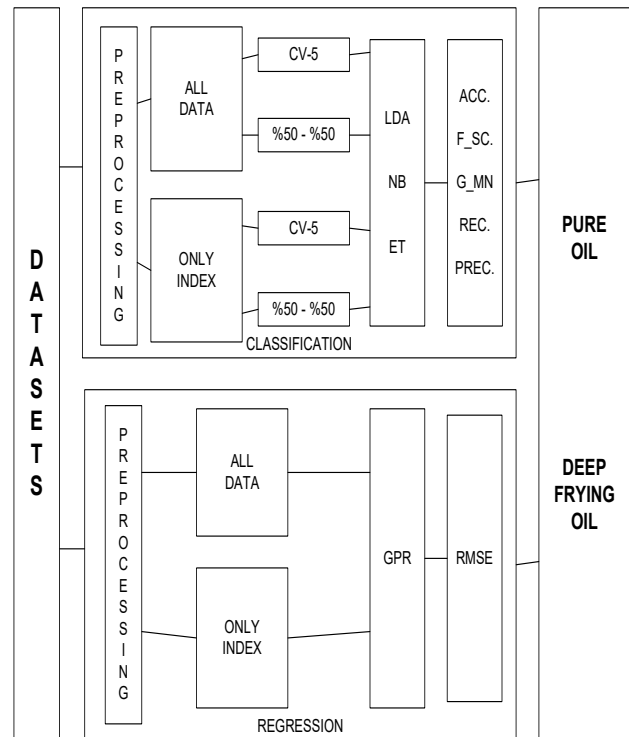 DATASETS
PREPROCESSING
ALL
DATA
CV-5
%50 - %50
ONLY
INDEX
CV-5
%50 - %50
LDA
NB
ET
ACC.
F_SC.
G_MN
REC.
PREC.
CLASSIFICATION
PREPROCESSING
ALL
DATA
ONLY
INDEX
GPR
RMSE
REGRESSION
PURE
OIL
DEEP
FRYING
OIL